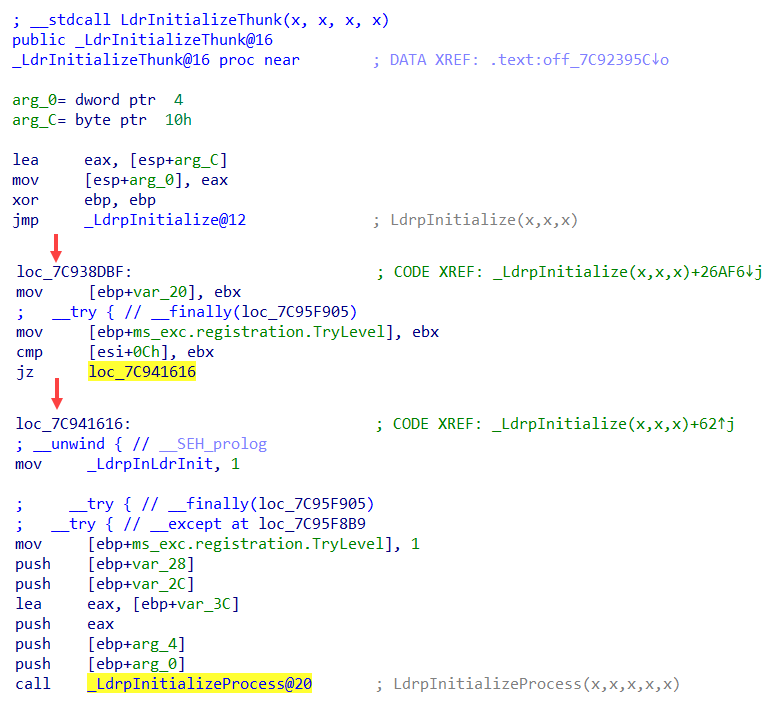 ; __stdcall LdrInitializeThunk(x, x, x, x)
public _LdrInitializeThunk@16
_LdrInitializeThunk@16 proc near ; DATA XREF: .text:off_7C92395C↓o
arg_0= dword ptr 4
arg_C= byte ptr 10h
lea eax, [esp+arg_C]
mov [esp+arg_0], eax
xor ebp, ebp
jmp _LdrpInitialize@12 ; LdrpInitialize(x,x,x)
loc_7C938DBF: ; CODE XREF: _LdrpInitialize(x,x,x)+26AF6↓j
mov [ebp+var_20], ebx
; __try { // __finally(loc_7C95F905)
mov [ebp+ms_exc.registration.TryLevel], ebx
cmp [esi+0Ch], ebx
jz loc_7C941616
loc_7C941616: ; CODE XREF: _LdrpInitialize(x,x,x)+62↑j
; __unwind { // __SEH_prolog
mov _LdrpInLdrInit, 1
; __try { // __finally(loc_7C95F905)
; __try { // __except at loc_7C95F8B9
mov [ebp+ms_exc.registration.TryLevel], 1
push [ebp+var_28]
push [ebp+var_2C]
lea eax, [ebp+var_3C]
push eax
push [ebp+arg_4]
push [ebp+arg_0]
call _LdrpInitializeProcess@20 ; LdrpInitializeProcess(x,x,x,x,x)